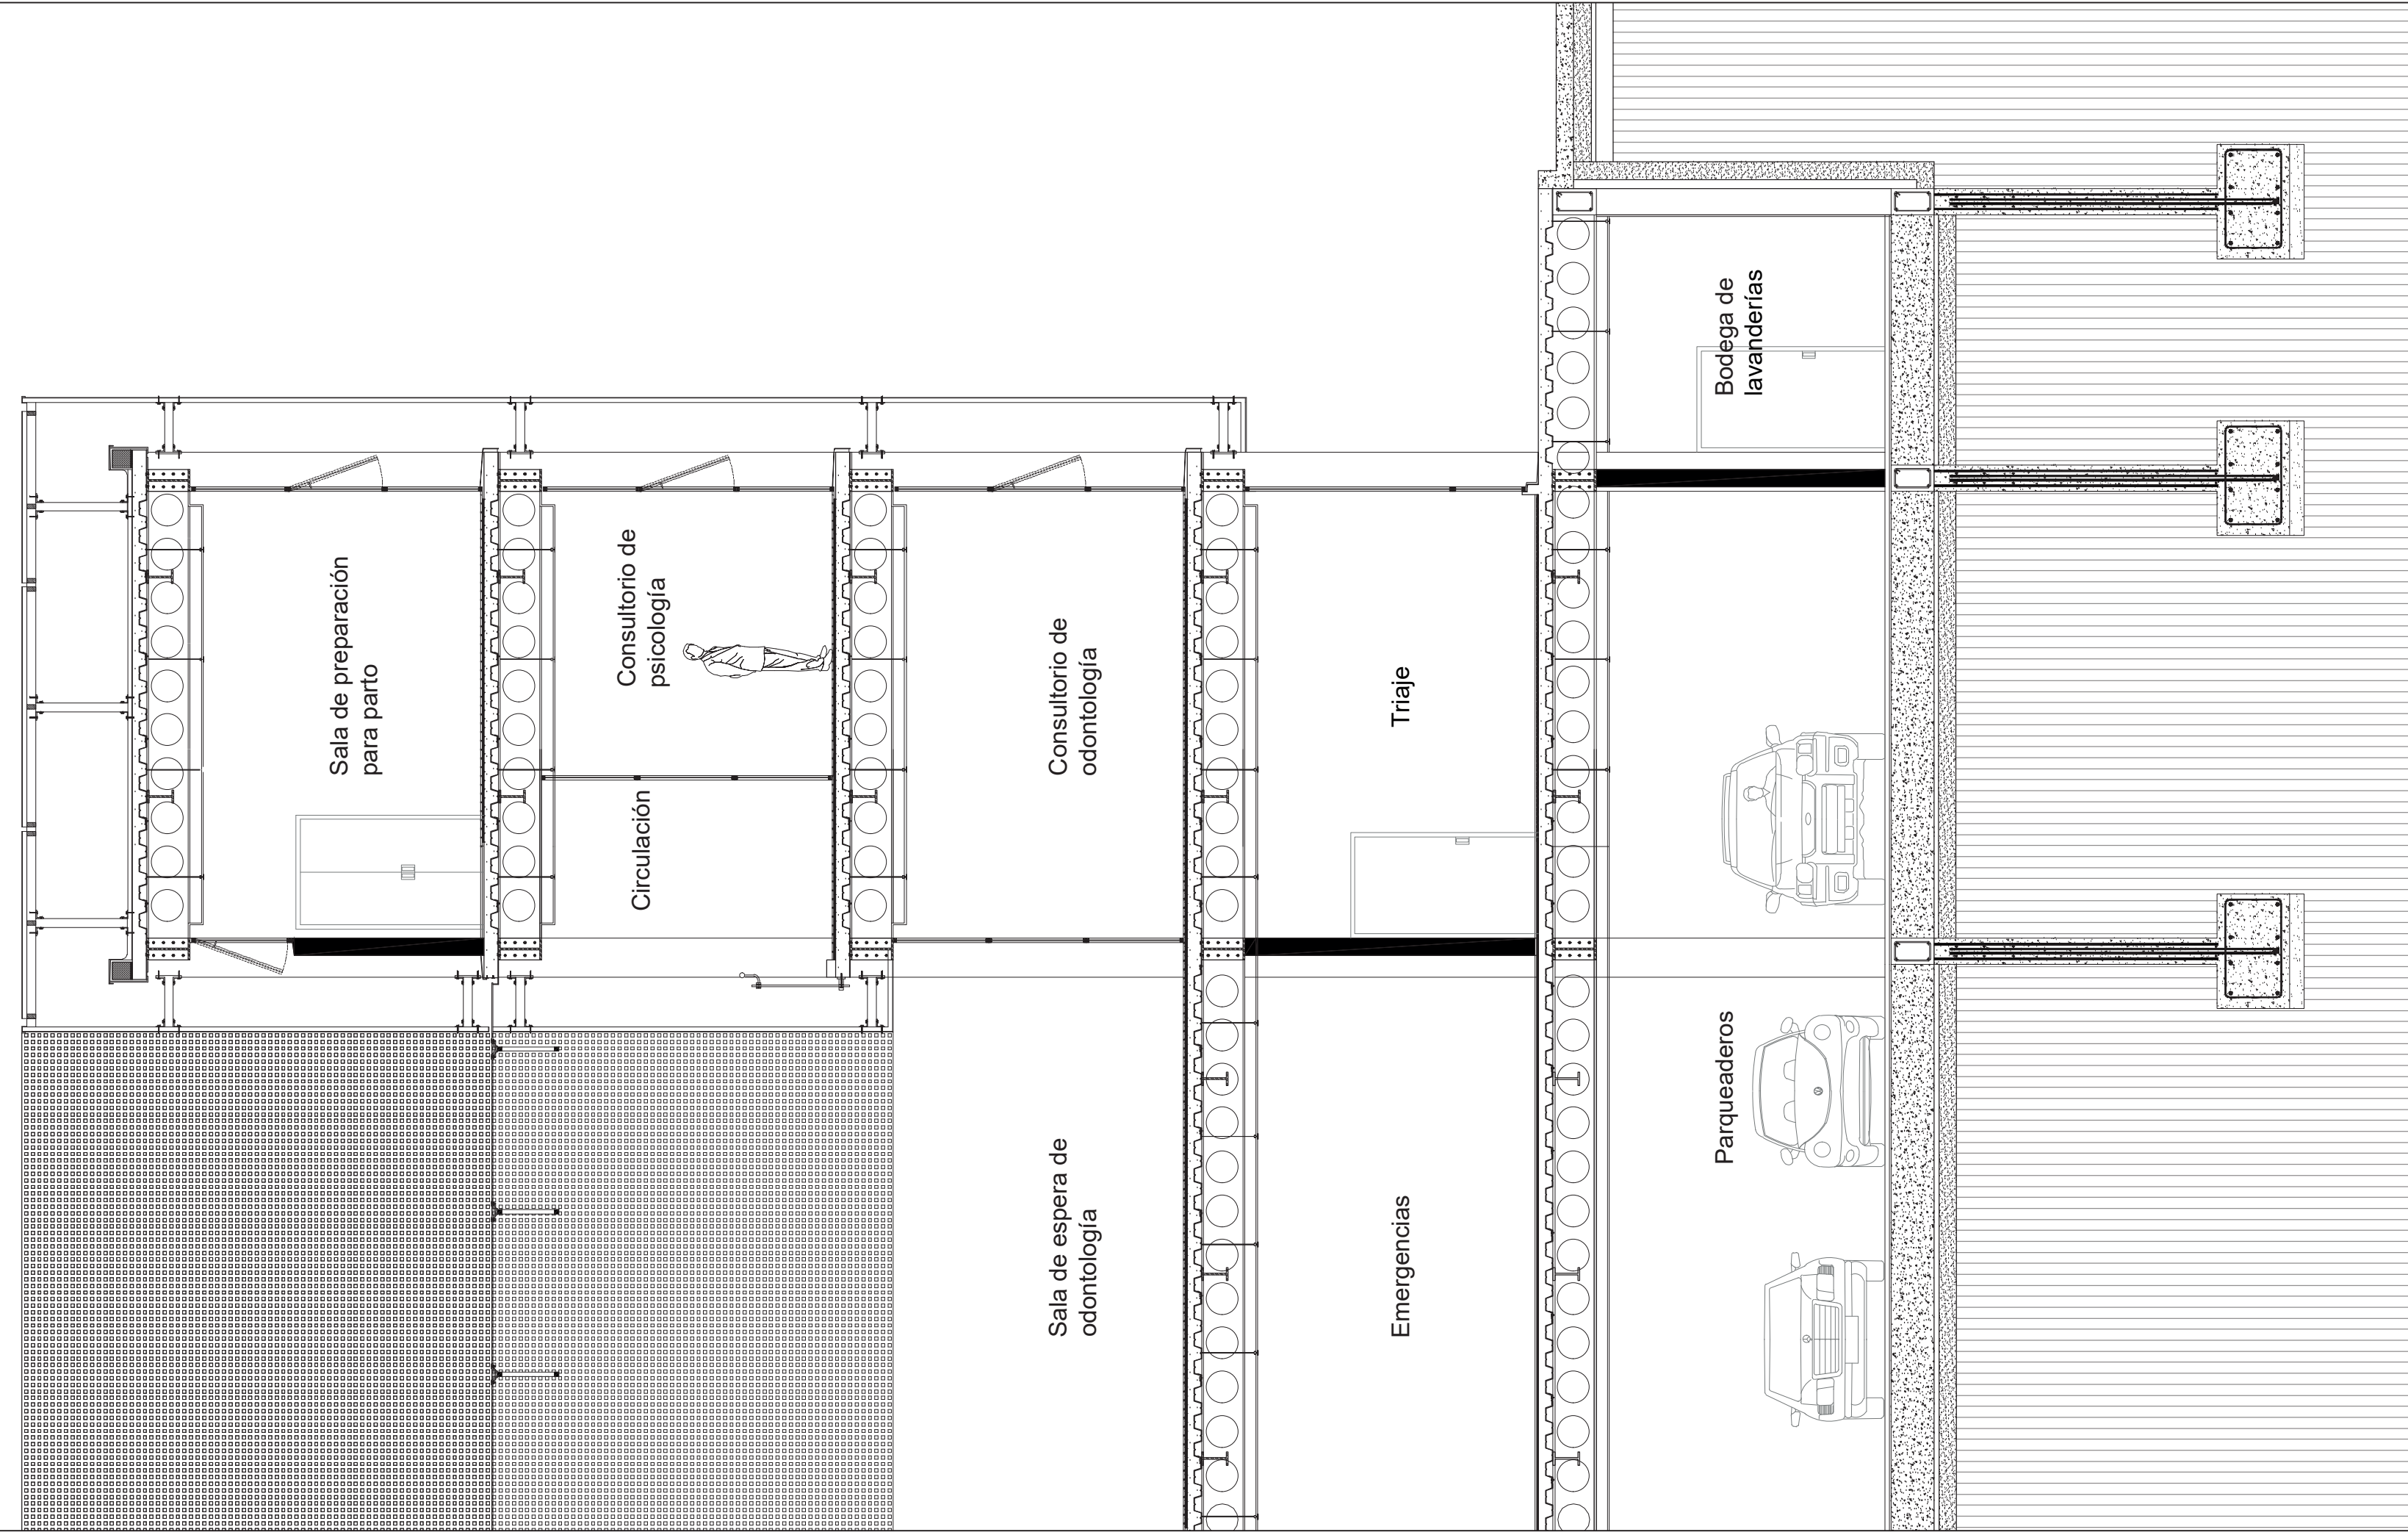 Sala de preparación
para parto
Consultorio de
psicología
Circulación
Consultorio de
odontología
Sala de espera de
odontología
Triaje
Emergencias
Bodega de
lavanderías
Parqueaderos